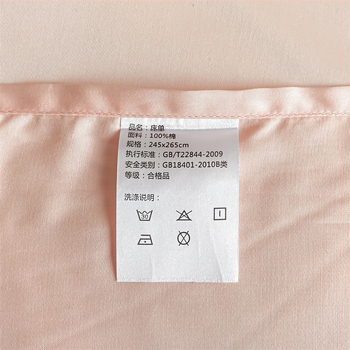 品名：床单
面料：100%棉
规格：245x265cm
执行标准：GB/T22844-2009
安全类别：GB18401-2010B类
等级：合格品
洗涤说明：
30